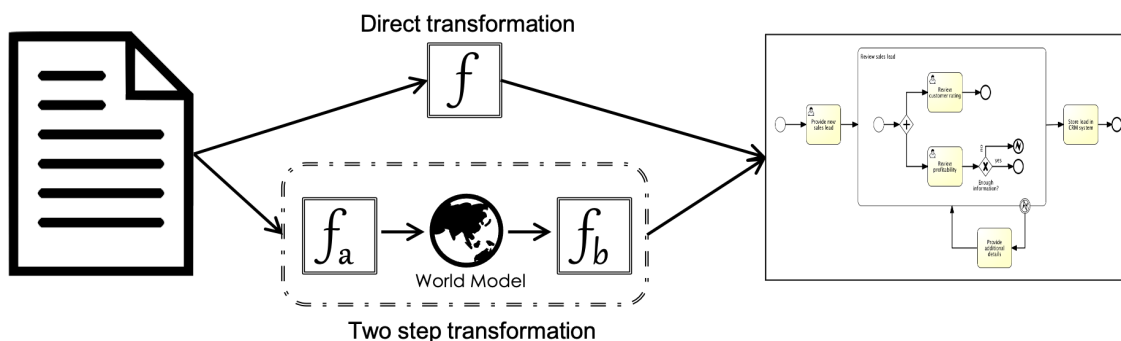 Direct transformation
f
fa
World Model
fb
Two step transformation
Review sales lead
Provide new
sales lead
Review
customer rating
Review
profitability
no
yes
Enough
information?
Store lead in
CRM system
Provide
additional
details